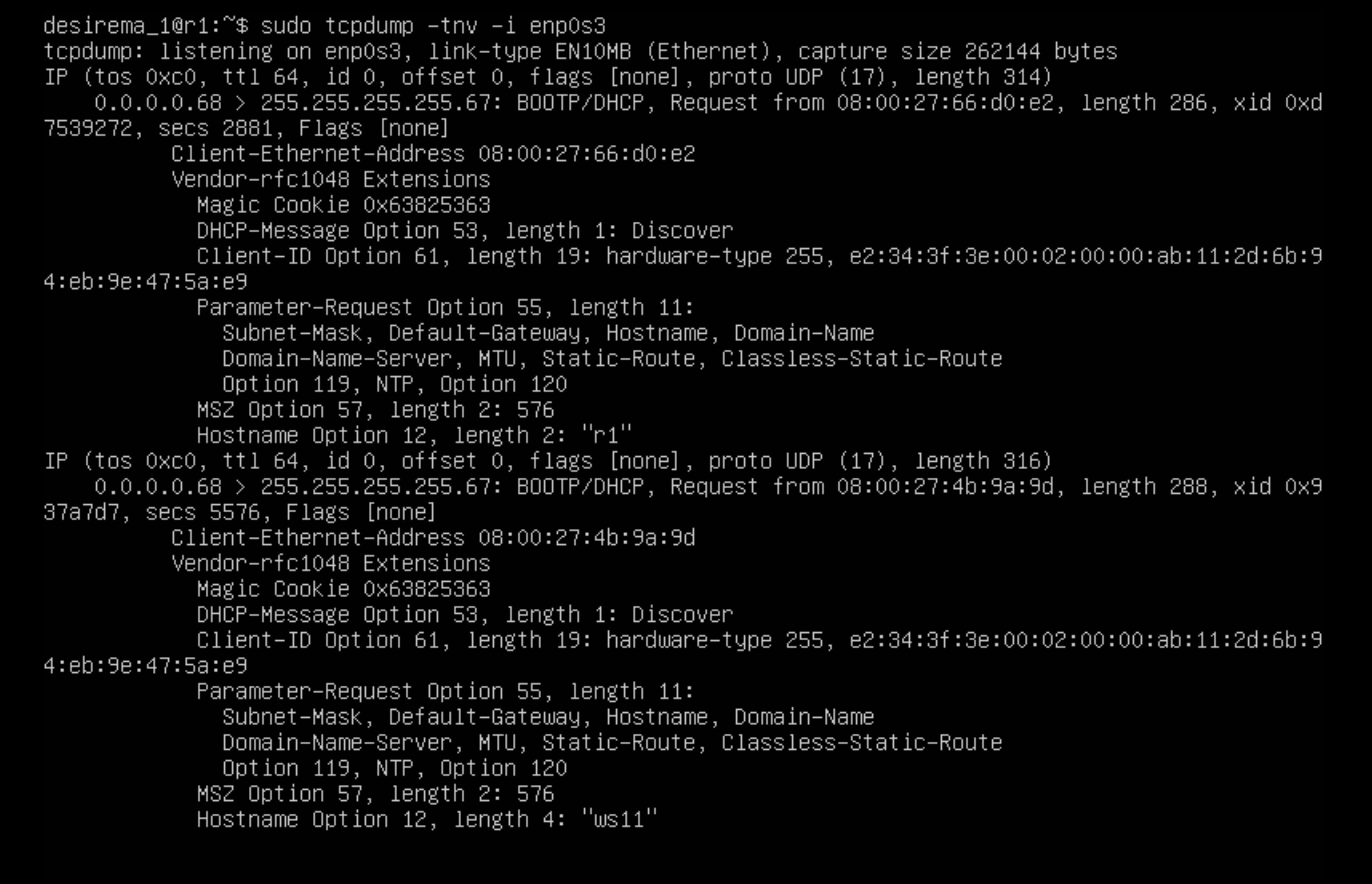 desirema_1@r1:~$ sudo tcpdump -tnv -i enp0s3
tcpdump: listening on enp0s3, link-type EN10MB (Ethernet), capture size 262144 bytes
IP (tos 0xc0, ttl 64, id 0, offset 0, flags [none], proto UDP (17), length 314)
    0.0.0.0.68 > 255.255.255.255.67: BOOTP/DHCP, Request from 08:00:27:66:d0:e2, length 286, xid 0xd
7539272, secs 2881, Flags [none]
          Client-Ethernet-Address 08:00:27:66:d0:e2
          Vendor-rfc1048 Extensions
            Magic Cookie 0x63825363
            DHCP-Message Option 53, length 1: Discover
            Client-ID Option 61, length 19: hardware-type 255, e2:34:3f:3e:00:02:00:00:ab:11:2d:6b:9
4:eb:9e:47:5a:e9
            Parameter-Request Option 55, length 11:
              Subnet-Mask, Default-Gateway, Hostname, Domain-Name
              Domain-Name-Server, MTU, Static-Route, Classless-Static-Route
              Option 119, NTP, Option 120
            MSZ Option 57, length 2: 576
            Hostname Option 12, length 2: "r1"
IP (tos 0xc0, ttl 64, id 0, offset 0, flags [none], proto UDP (17), length 316)
    0.0.0.0.68 > 255.255.255.255.67: BOOTP/DHCP, Request from 08:00:27:4b:9a:9d, length 288, xid 0x9
37a7d7, secs 5576, Flags [none]
          Client-Ethernet-Address 08:00:27:4b:9a:9d
          Vendor-rfc1048 Extensions
            Magic Cookie 0x63825363
            DHCP-Message Option 53, length 1: Discover
            Client-ID Option 61, length 19: hardware-type 255, e2:34:3f:3e:00:02:00:00:ab:11:2d:6b:9
4:eb:9e:47:5a:e9
            Parameter-Request Option 55, length 11:
              Subnet-Mask, Default-Gateway, Hostname, Domain-Name
              Domain-Name-Server, MTU, Static-Route, Classless-Static-Route
              Option 119, NTP, Option 120
            MSZ Option 57, length 2: 576
            Hostname Option 12, length 4: "ws11"